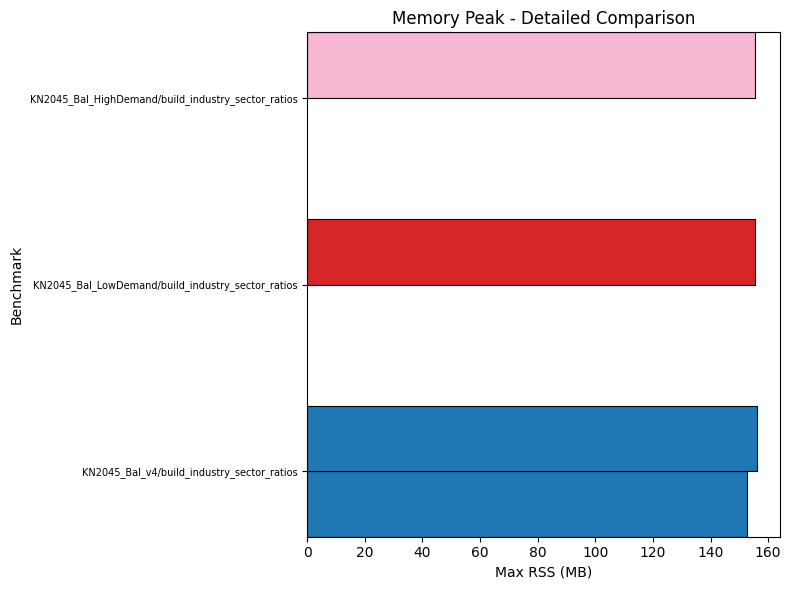 Memory Peak - Detailed Comparison
KN2045_Bal_HighDemand/build_industry_sector_ratios
KN2045_Bal_LowDemand/build_industry_sector_ratios
KN2045_Bal_v4/build_industry_sector_ratios
Benchmark
0 20 40 60 80 100 120 140 160
Max RSS (MB)